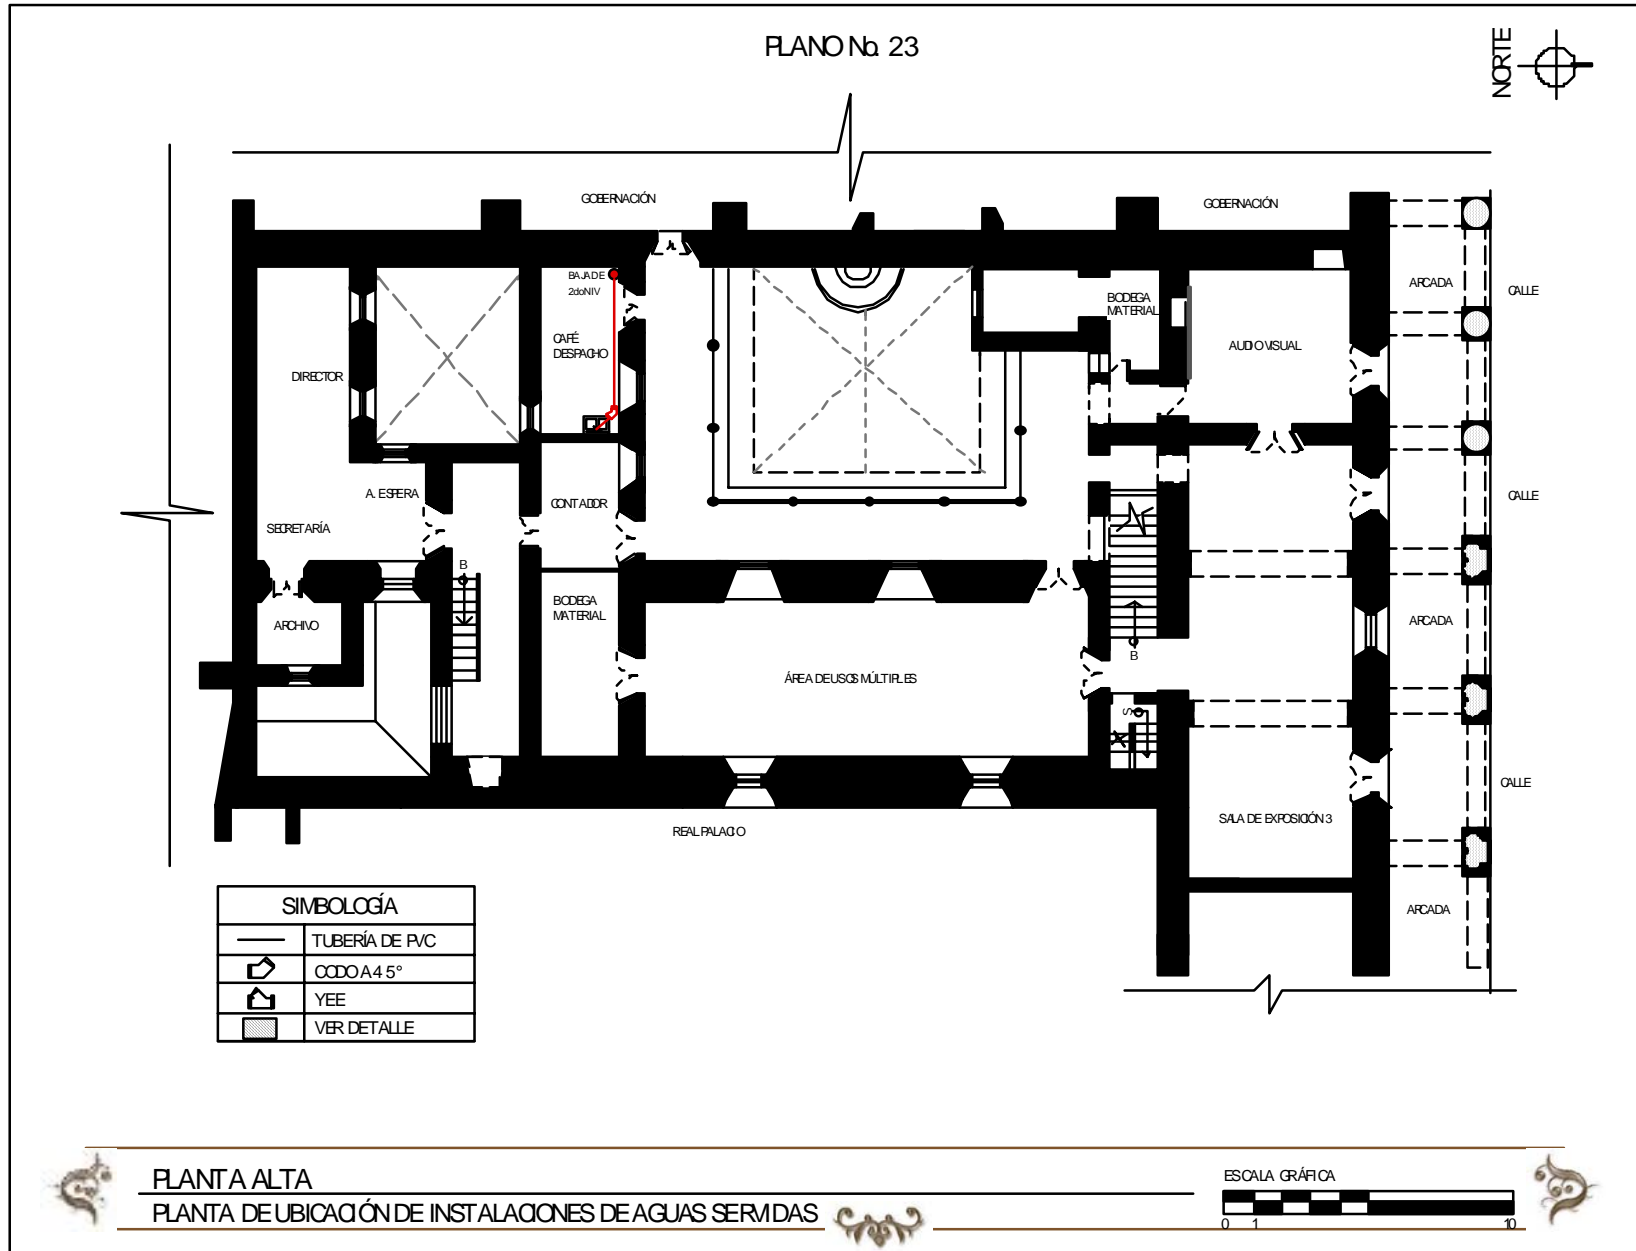 PLANO No. 23
NORTE
GOBERNACIÓN
GOBERNACIÓN
BAJA DE
2do NIV
CAFÉ
DESPACHO
DIRECTOR
BODEGA
MATERIAL
AUDIOVISUAL
ARCADA
CALLE
A. ESPERA
SECRETARÍA
CONTADOR
CALLE
B
ARCHIVO
BODEGA
MATERIAL
ARCADA
B
ÁREA DE USOS MÚLTIPLES
S
CALLE
SALA DE EXPOSICIÓN 3
REAL PALACIO
ARCADA
SIMBOLOGÍA
TUBERÍA DE PVC
CODO A 45°
YEE
VER DETALLE
PLANTA ALTA
PLANTA DE UBICACIÓN DE INSTALACIONES DE AGUAS SERVIDAS
ESCALA GRÁFICA
0 1 10